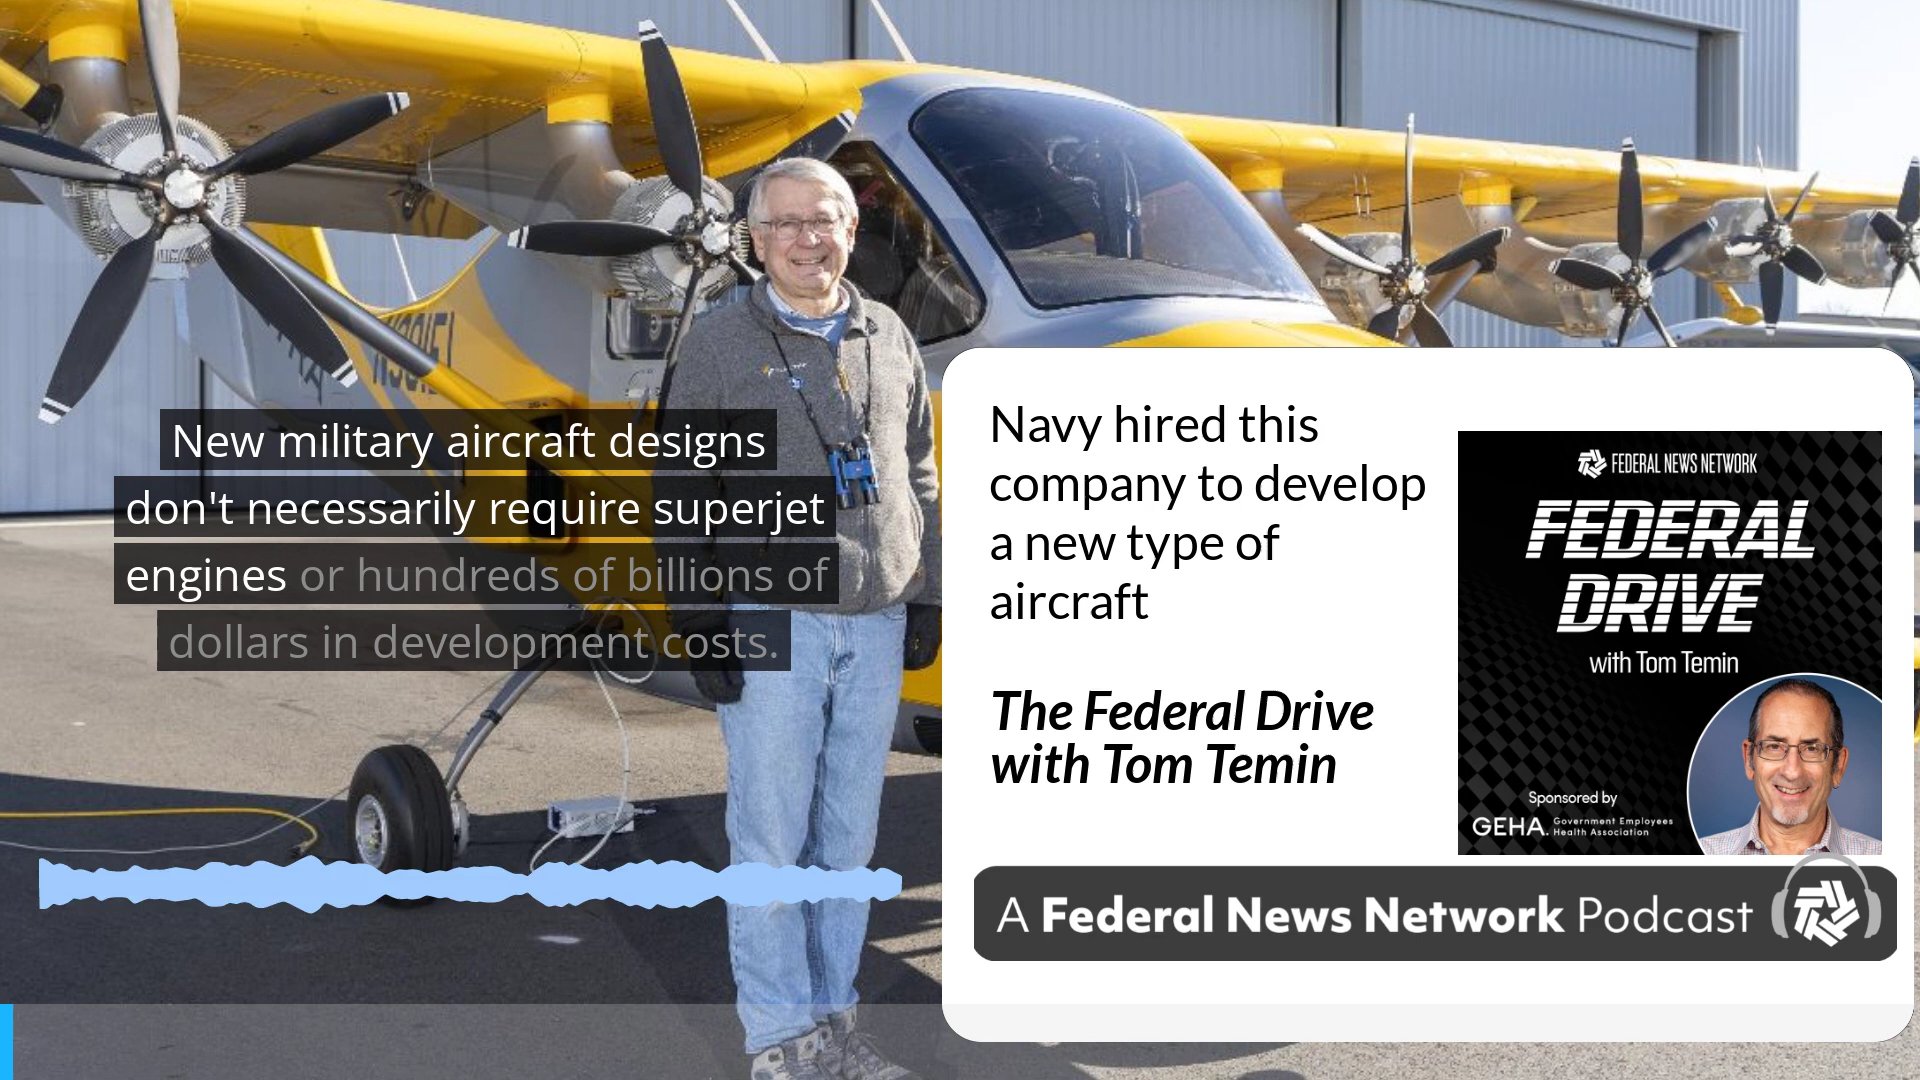 New military aircraft designs
don't necessarily require superjet
engines or hundreds of billions of
dollars in development costs.
Navy hired this
company to develop
a new type of
aircraft
The Federal Drive
with Tom Temin
FEDERAL NEWS NETWORK
FEDERAL
DRIVE
with Tom Temin
Sponsored by
GEHA. Government Employees
Health Association
A Federal News Network Podcast